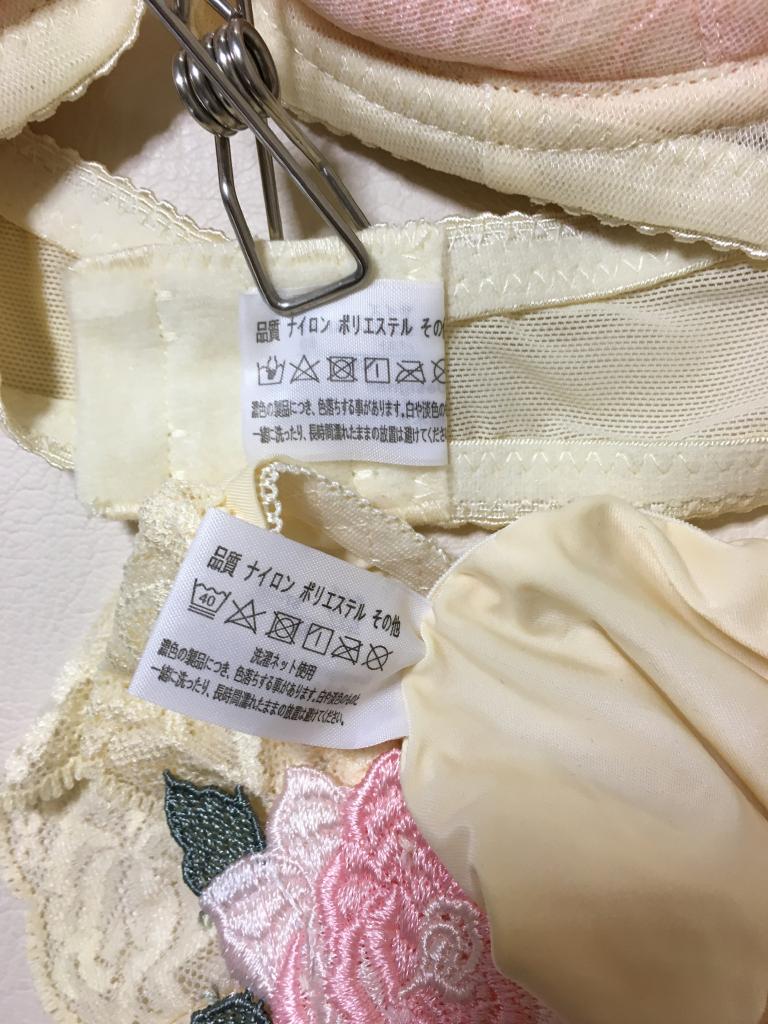 品質 ナイロン ポリエステル その
濃色の製品につき、色落ちする事があります。白や淡色の
一緒に洗ったり、長時間濡れたままの放置は避けてくださ
品質 ナイロン ポリエステル その他
40
洗濯ネット使用
濃色の製品につき、色落ちする事があります。白や淡色のものと
一緒に洗ったり、長時間濡れたままの放置は避けてください。